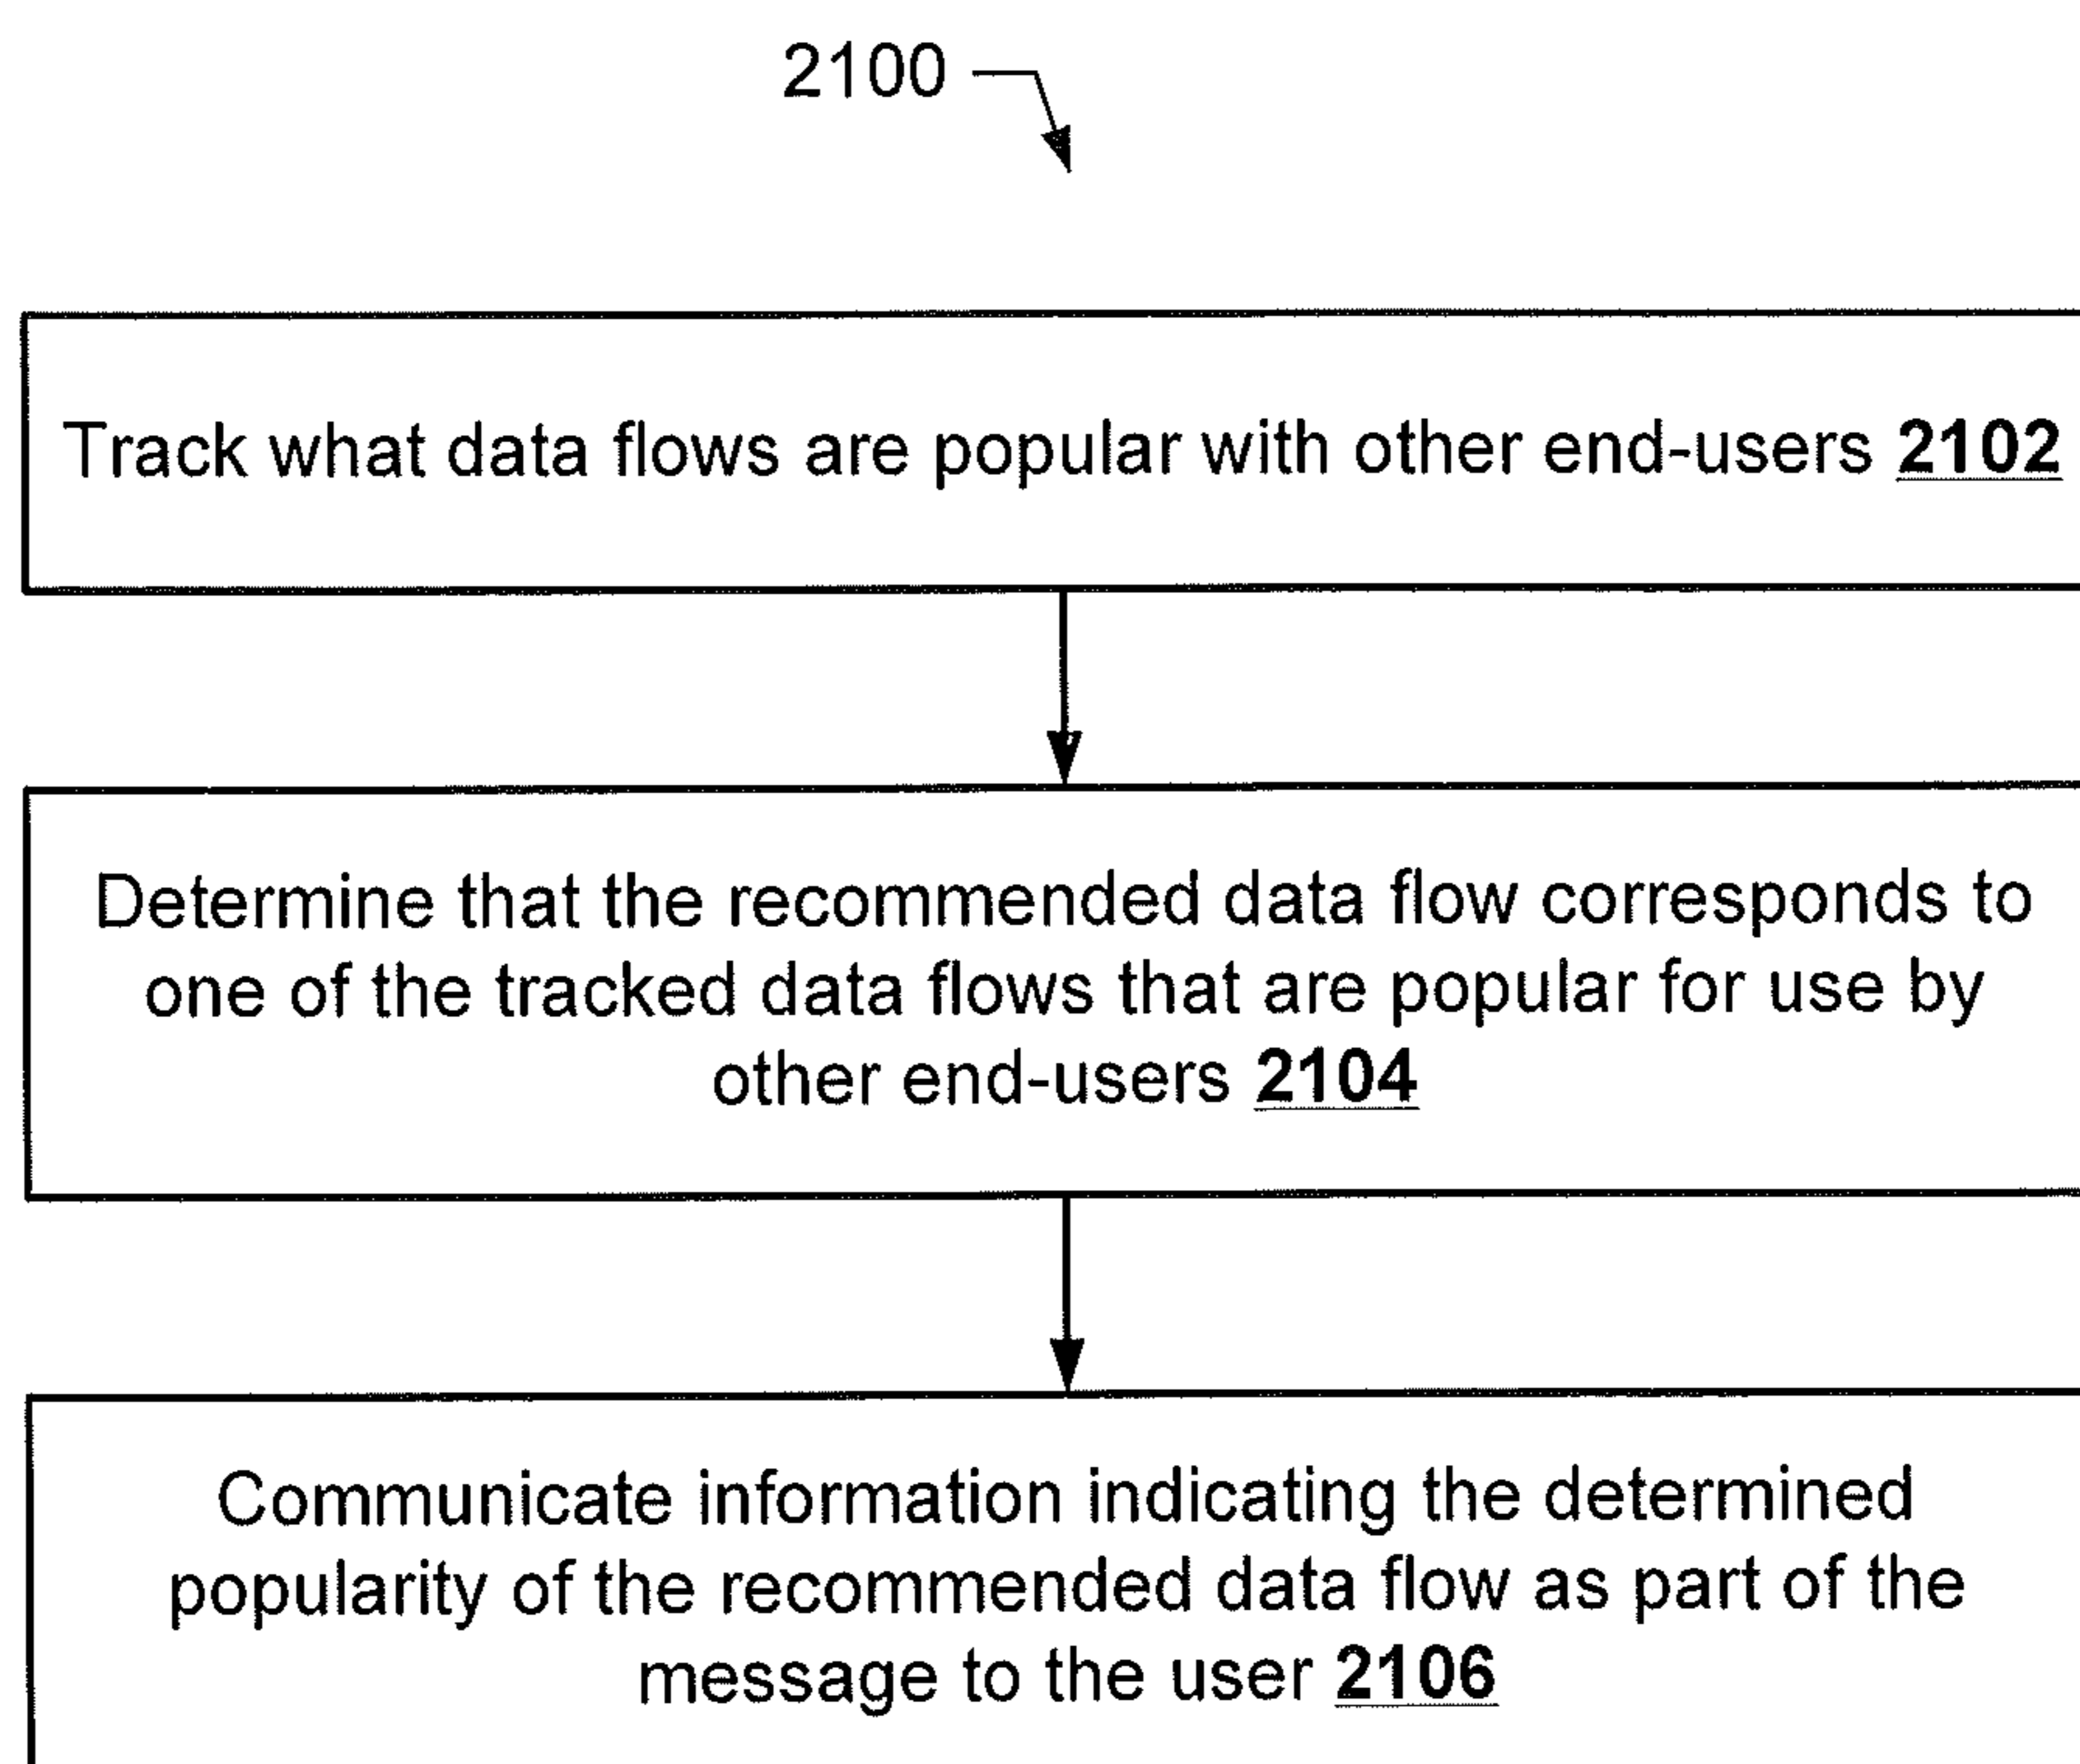 2100
Track what data flows are popular with other end-users 2102
Determine that the recommended data flow corresponds to
one of the tracked data flows that are popular for use by
other end-users 2104
Communicate information indicating the determined
popularity of the recommended data flow as part of the
message to the user 2106